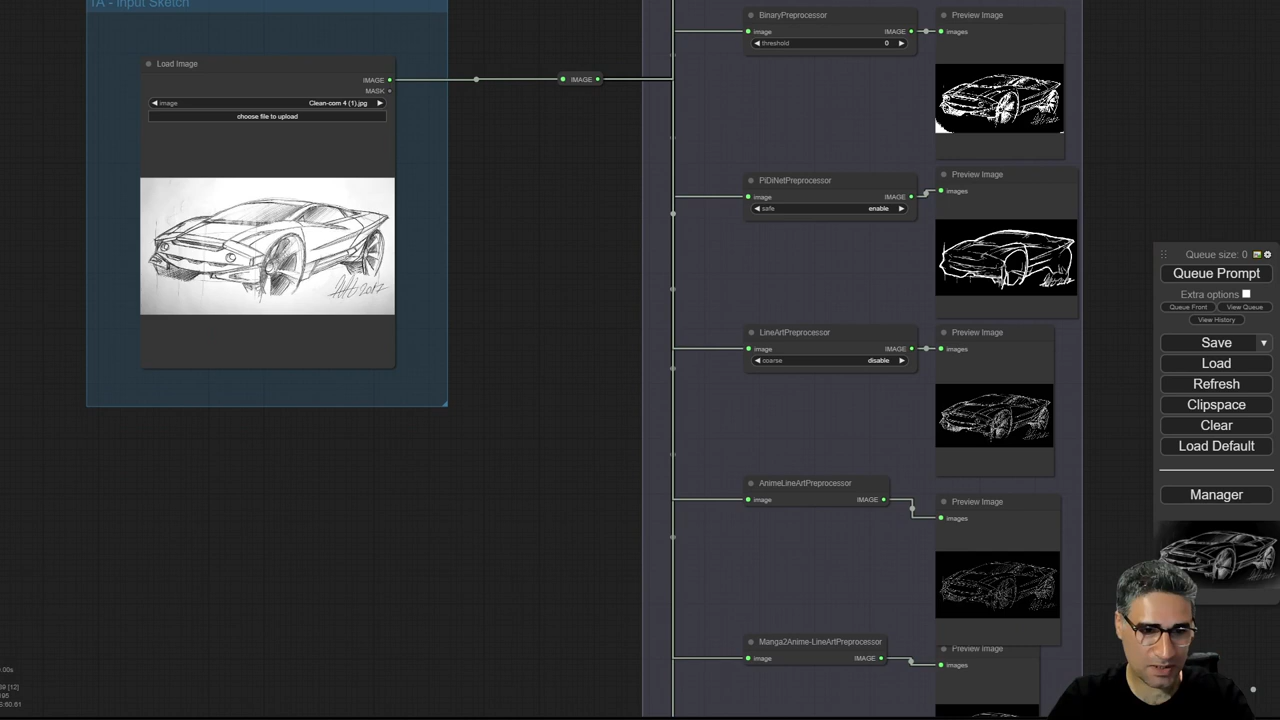 1A - Input Sketch
Load Image
IMAGE
MASK
image Clean-com 4 (1).jpg
choose file to upload
IMAGE
BinaryPreprocessor
image IMAGE
threshold 0
Preview Image
images
PiDiNetPreprocessor
image IMAGE
safe enable
Preview Image
images
LineArtPreprocessor
image IMAGE
coarse disable
Preview Image
images
AnimeLineArtPreprocessor
image IMAGE
Preview Image
images
Manga2Anime-LineArtPreprocessor
image IMAGE
Preview Image
images
Queue size: 0
Queue Prompt
Extra options
Queue Front View Queue
View History
Save
Load
Refresh
Clipspace
Clear
Load Default
Manager